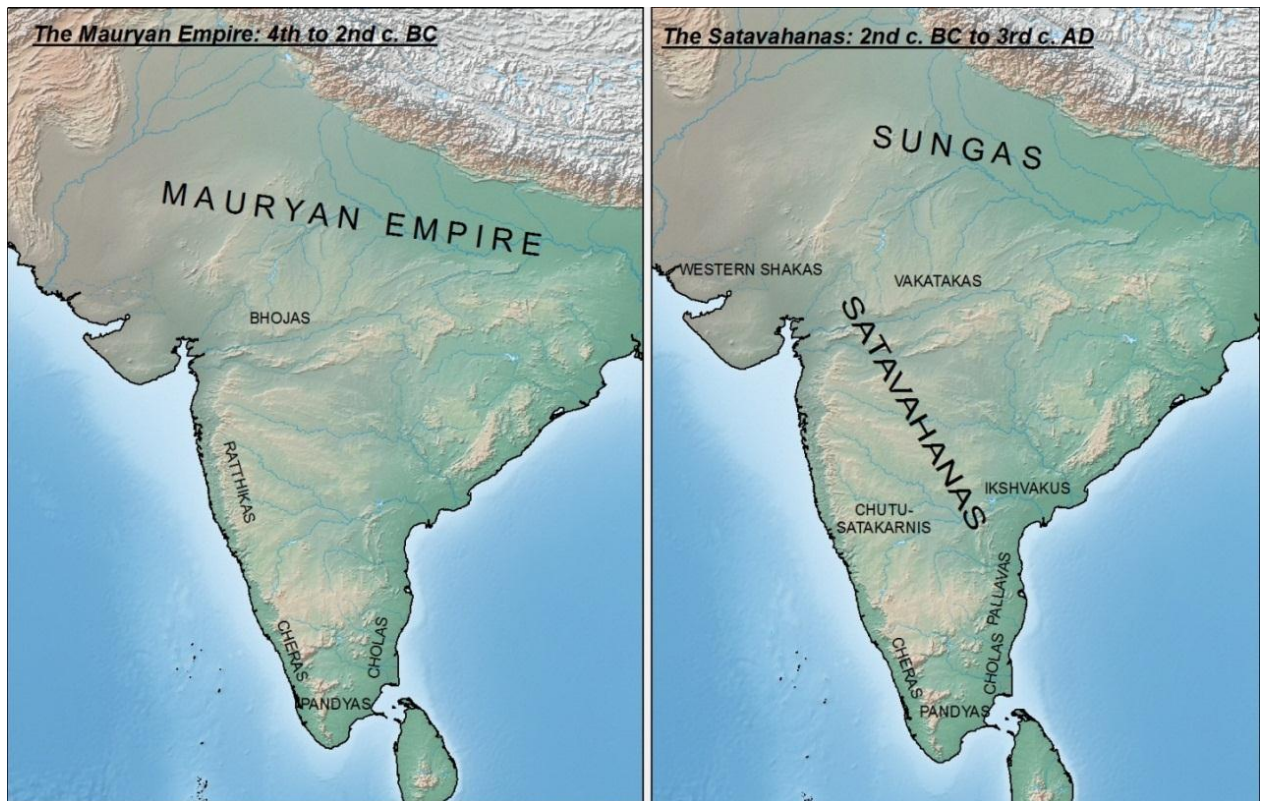 The Mauryan Empire: 4th to 2nd c. BC
MAURYAN EMPIRE
BHOJAS
RATTHIKAS
CHERAS
CHOLAS
PANDYAS
The Satavahanas: 2nd c. BC to 3rd c. AD
SUNGAS
WESTERN SHAKAS
VAKATAKAS
SATAVAHANAS
IKSHVAKUS
CHUTU-
SATAKARNIS
PALLAVAS
CHOLAS
CHERAS
PANDYAS